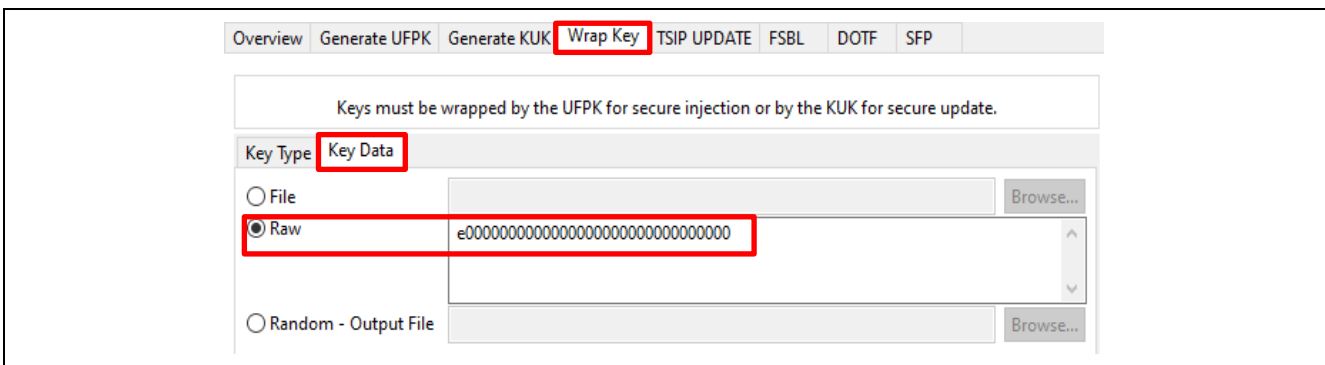 Overview Generate UFPK Generate KUK Wrap Key TSIP UPDATE FSBL DOTF SFP
Keys must be wrapped by the UFPK for secure injection or by the KUK for secure update.
Key Type Key Data
File Browse...
Raw e0000000000000000000000000000000
Random - Output File Browse...